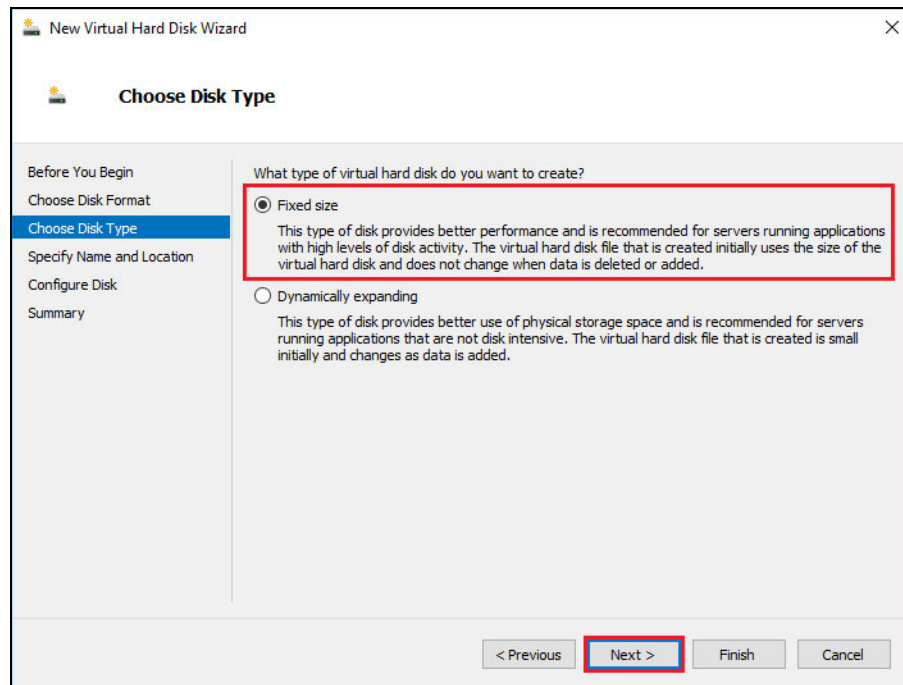 New Virtual Hard Disk Wizard
Choose Disk Type
Before You Begin
Choose Disk Format
Choose Disk Type
Specify Name and Location
Configure Disk
Summary
What type of virtual hard disk do you want to create?
Fixed size
This type of disk provides better performance and is recommended for servers running applications
with high levels of disk activity. The virtual hard disk file that is created initially uses the size of the
virtual hard disk and does not change when data is deleted or added.
Dynamically expanding
This type of disk provides better use of physical storage space and is recommended for servers
running applications that are not disk intensive. The virtual hard disk file that is created is small
initially and changes as data is added.
< Previous
Next >
Finish
Cancel